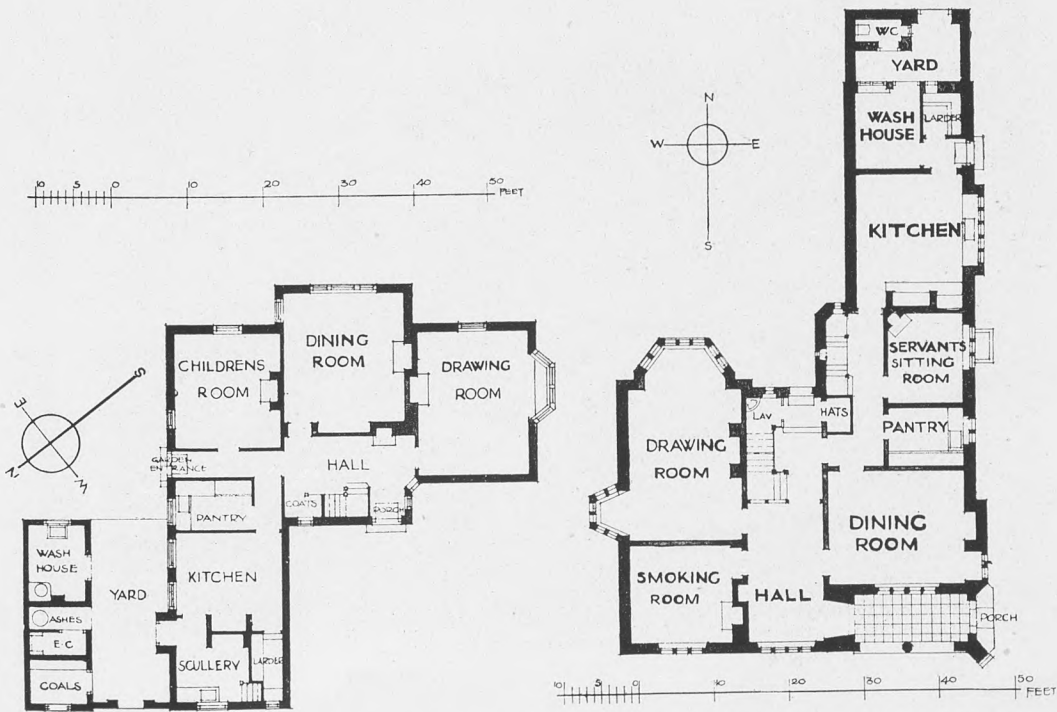 10 5 0 10 20 30 40 50 FEET
CHILDRENS
ROOM
DINING
ROOM
DRAWING
ROOM
S
E
N
W
GARDEN
ENTRANCE
HALL
COATS
PORCH
PANTRY
WASH
HOUSE
YARD
KITCHEN
ASHES
E·C
COALS
SCULLERY
LARDER
N
W E
S
WC
YARD
WASH
HOUSE
LARDER
KITCHEN
SERVANTS
SITTING
ROOM
LAV
HATS
PANTRY
DRAWING
ROOM
DINING
ROOM
SMOKING
ROOM
HALL
PORCH
10 5 0 10 20 30 40 50
FEET